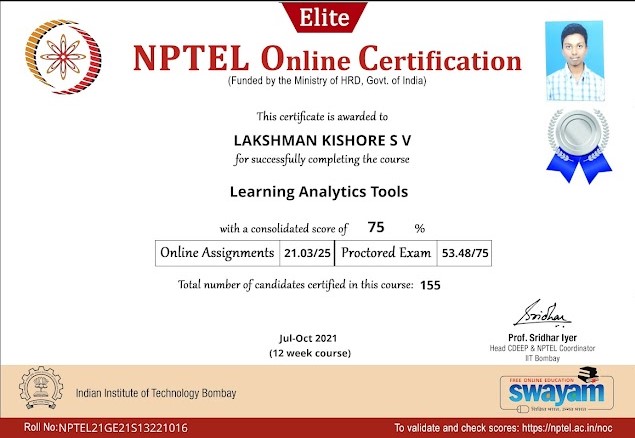 Elite
NPTEL Online Certification
(Funded by the Ministry of HRD, Govt. of India)
This certificate is awarded to
LAKSHMAN KISHORE S V
for successfully completing the course
Learning Analytics Tools
with a consolidated score of 75 %
Online Assignments 21.03/25 Proctored Exam 53.48/75
Total number of candidates certified in this course: 155
Sridhar
Prof. Sridhar Iyer
Head CDEEP & NPTEL Coordinator
IIT Bombay
Jul-Oct 2021
(12 week course)
Indian Institute of Technology Bombay
FREE ONLINE EDUCATION
swayam
शिक्षित भारत, उन्नत भारत
Roll No: NPTEL21GE21S13221016
To validate and check scores: https://nptel.ac.in/noc